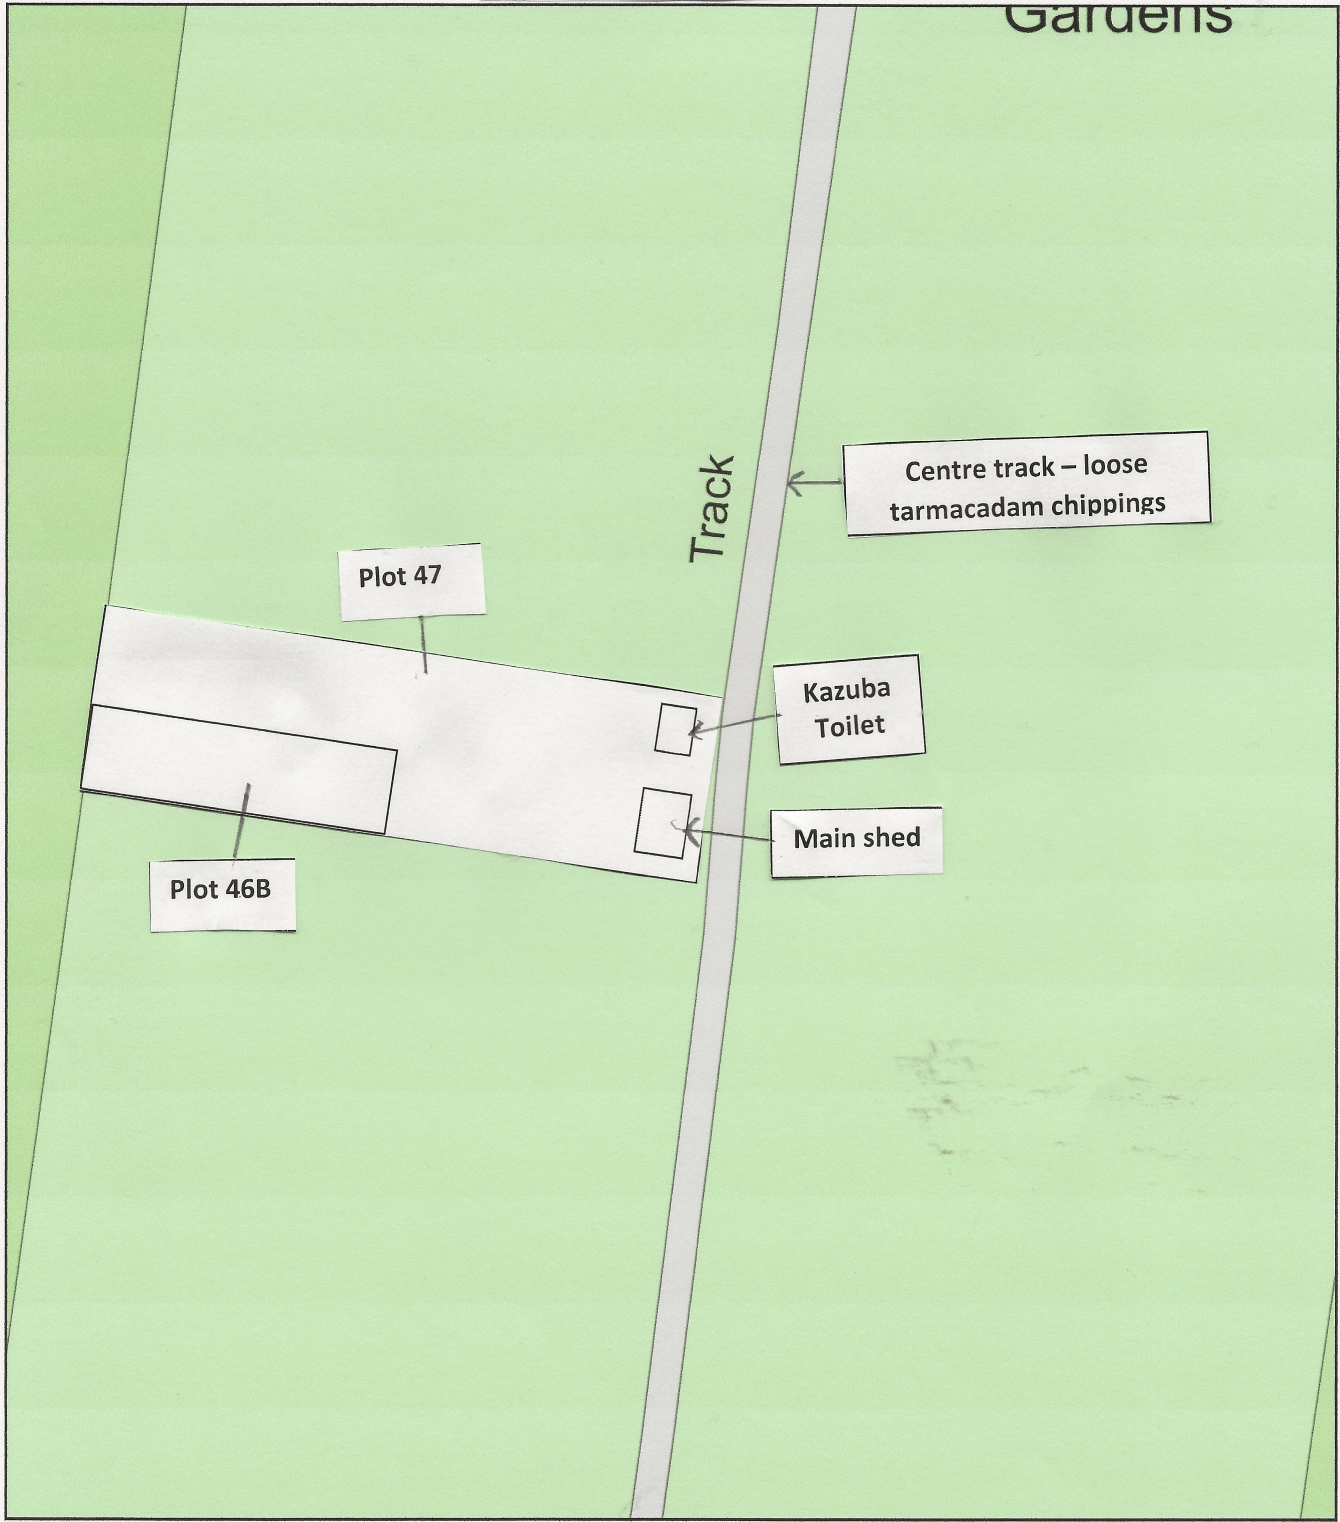 Gardens
Track
Centre track – loose
tarmacadam chippings
Plot 47
Kazuba
Toilet
Main shed
Plot 46B